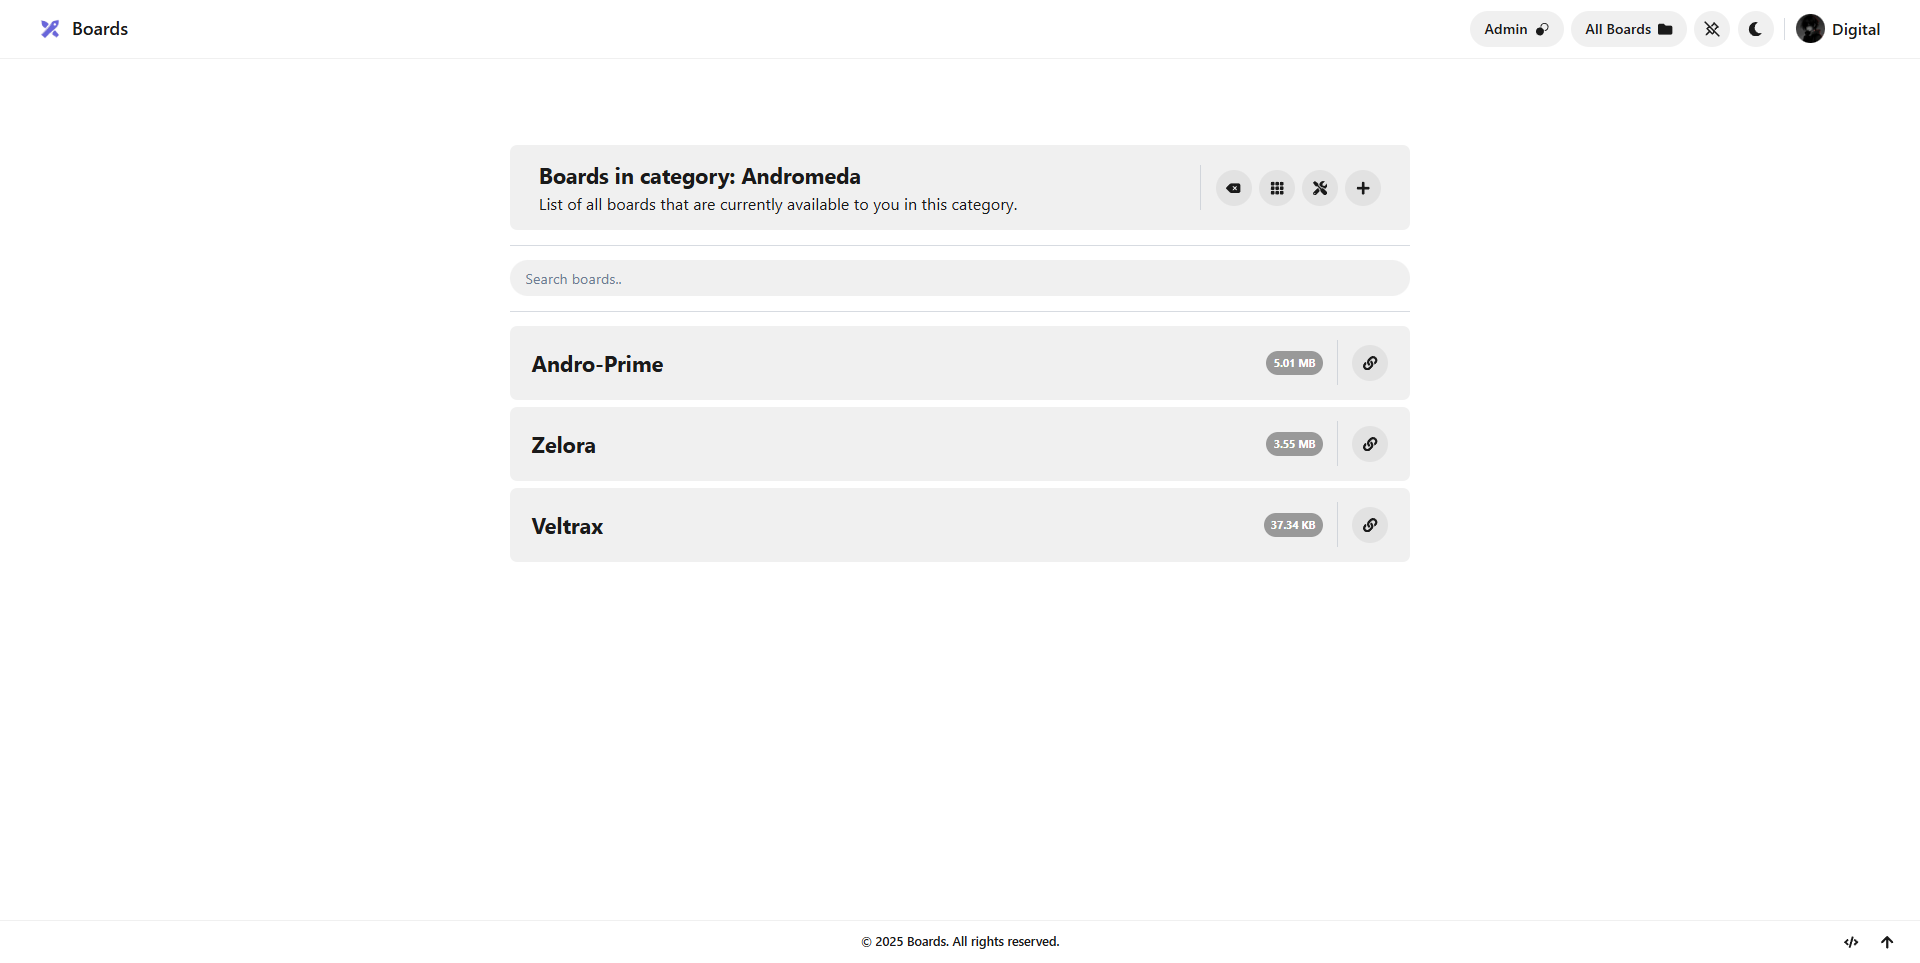 Boards
Admin
All Boards
Digital
Boards in category: Andromeda
List of all boards that are currently available to you in this category.
Search boards..
Andro-Prime
5.01 MB
Zelora
3.55 MB
Veltrax
37.34 KB
© 2025 Boards. All rights reserved.